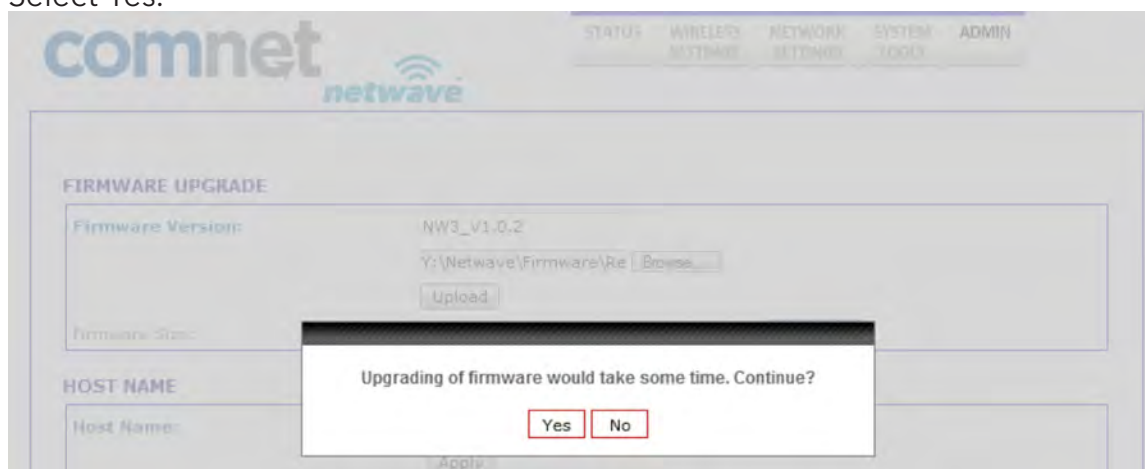 Select Yes.
comnet
netwave
STATUS WIRELESS SETTINGS NETWORK SETTINGS SYSTEM TOOLS ADMIN
FIRMWARE UPGRADE
Firmware Version: NW3_V1.0.2
Y:\Netwave\Firmware\Re Browse...
Upload
Firmware Size:
Upgrading of firmware would take some time. Continue?
Yes No
HOST NAME
Host Name:
Apply